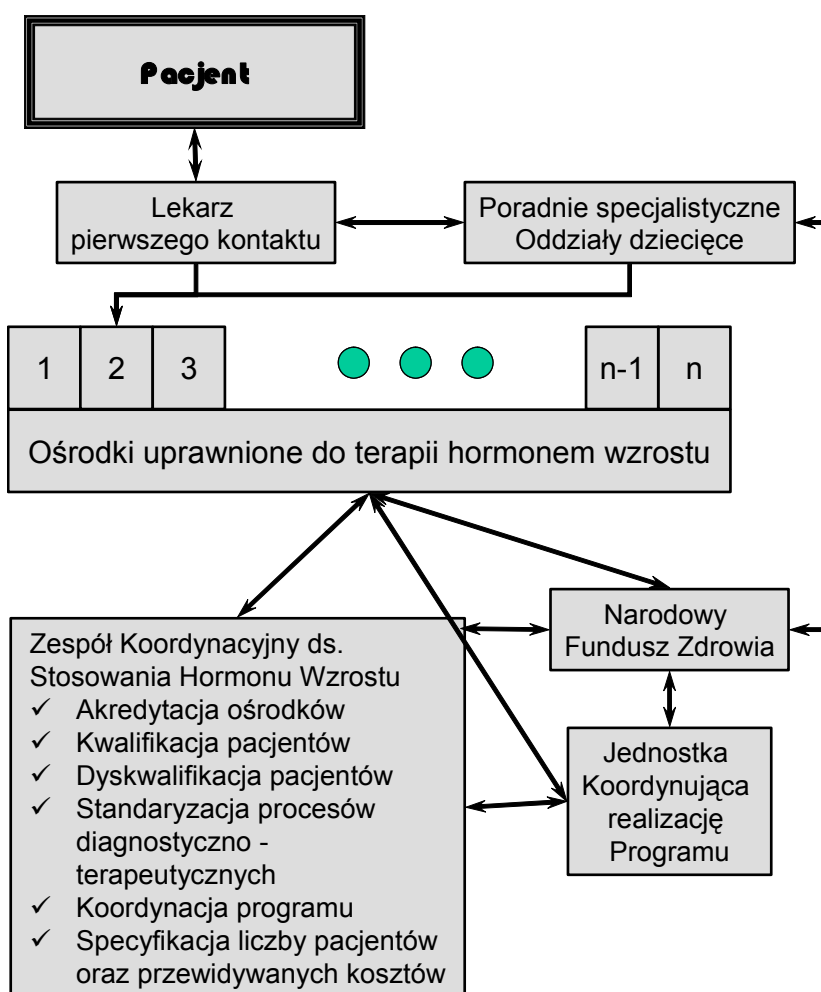 Pacjent
Lekarz
pierwszego kontaktu
Poradnie specjalistyczne
Oddziały dziecięce
1 2 3 n-1 n
Ośrodki uprawnione do terapii hormonem wzrostu
Narodowy
Fundusz Zdrowia
Zespół Koordynacyjny ds.
Stosowania Hormonu Wzrostu
✓ Akredytacja ośrodków
✓ Kwalifikacja pacjentów
✓ Dyskwalifikacja pacjentów
✓ Standaryzacja procesów
diagnostyczno -
terapeutycznych
✓ Koordynacja programu
✓ Specyfikacja liczby pacjentów
oraz przewidywanych kosztów
Jednostka
Koordynująca
realizację
Programu